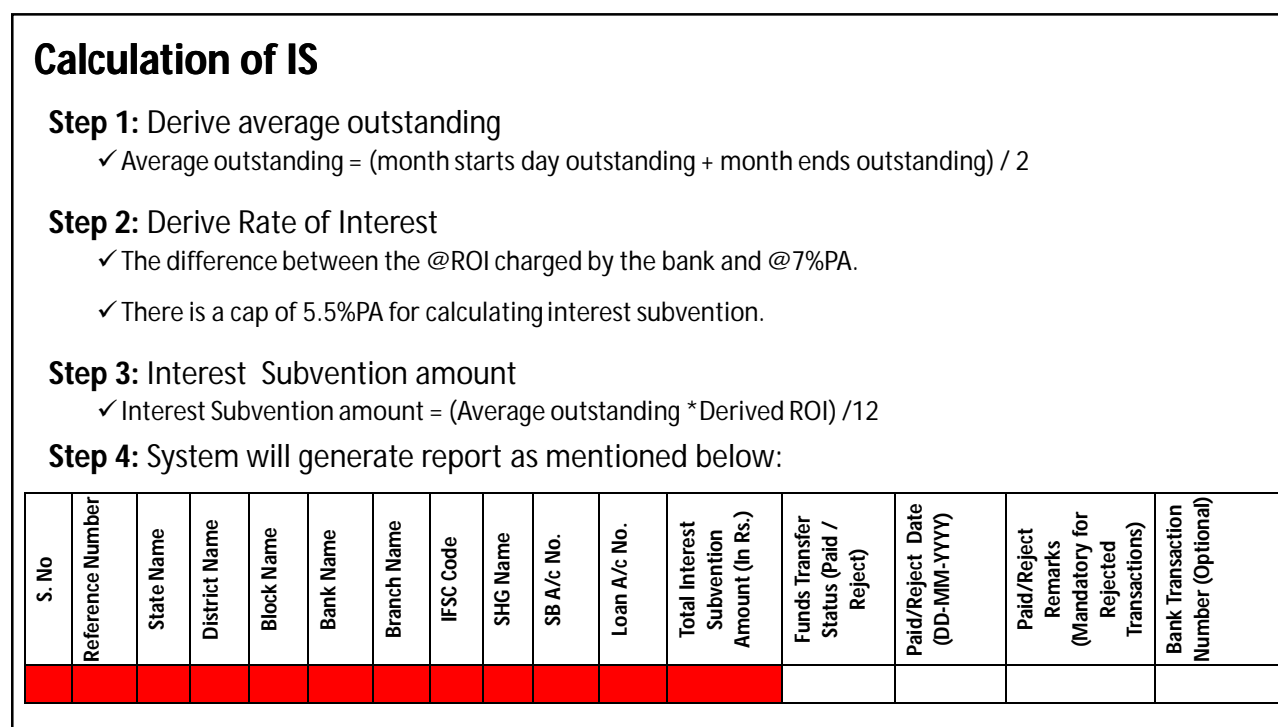 Calculation of IS
Step 1: Derive average outstanding
✓ Average outstanding = (month starts day outstanding + month ends outstanding) / 2
Step 2: Derive Rate of Interest
✓ The difference between the @ROI charged by the bank and @7%PA.
✓ There is a cap of 5.5%PA for calculating interest subvention.
Step 3: Interest Subvention amount
✓ Interest Subvention amount = (Average outstanding *Derived ROI) /12
Step 4: System will generate report as mentioned below:
S. No
Reference Number
State Name
District Name
Block Name
Bank Name
Branch Name
IFSC Code
SHG Name
SB A/c No.
Loan A/c No.
Total Interest
Subvention
Amount (In Rs.)
Funds Transfer
Status (Paid /
Reject)
Paid/Reject Date
(DD-MM-YYYY)
Paid/Reject
Remarks
(Mandatory for
Rejected
Transactions)
Bank Transaction
Number (Optional)